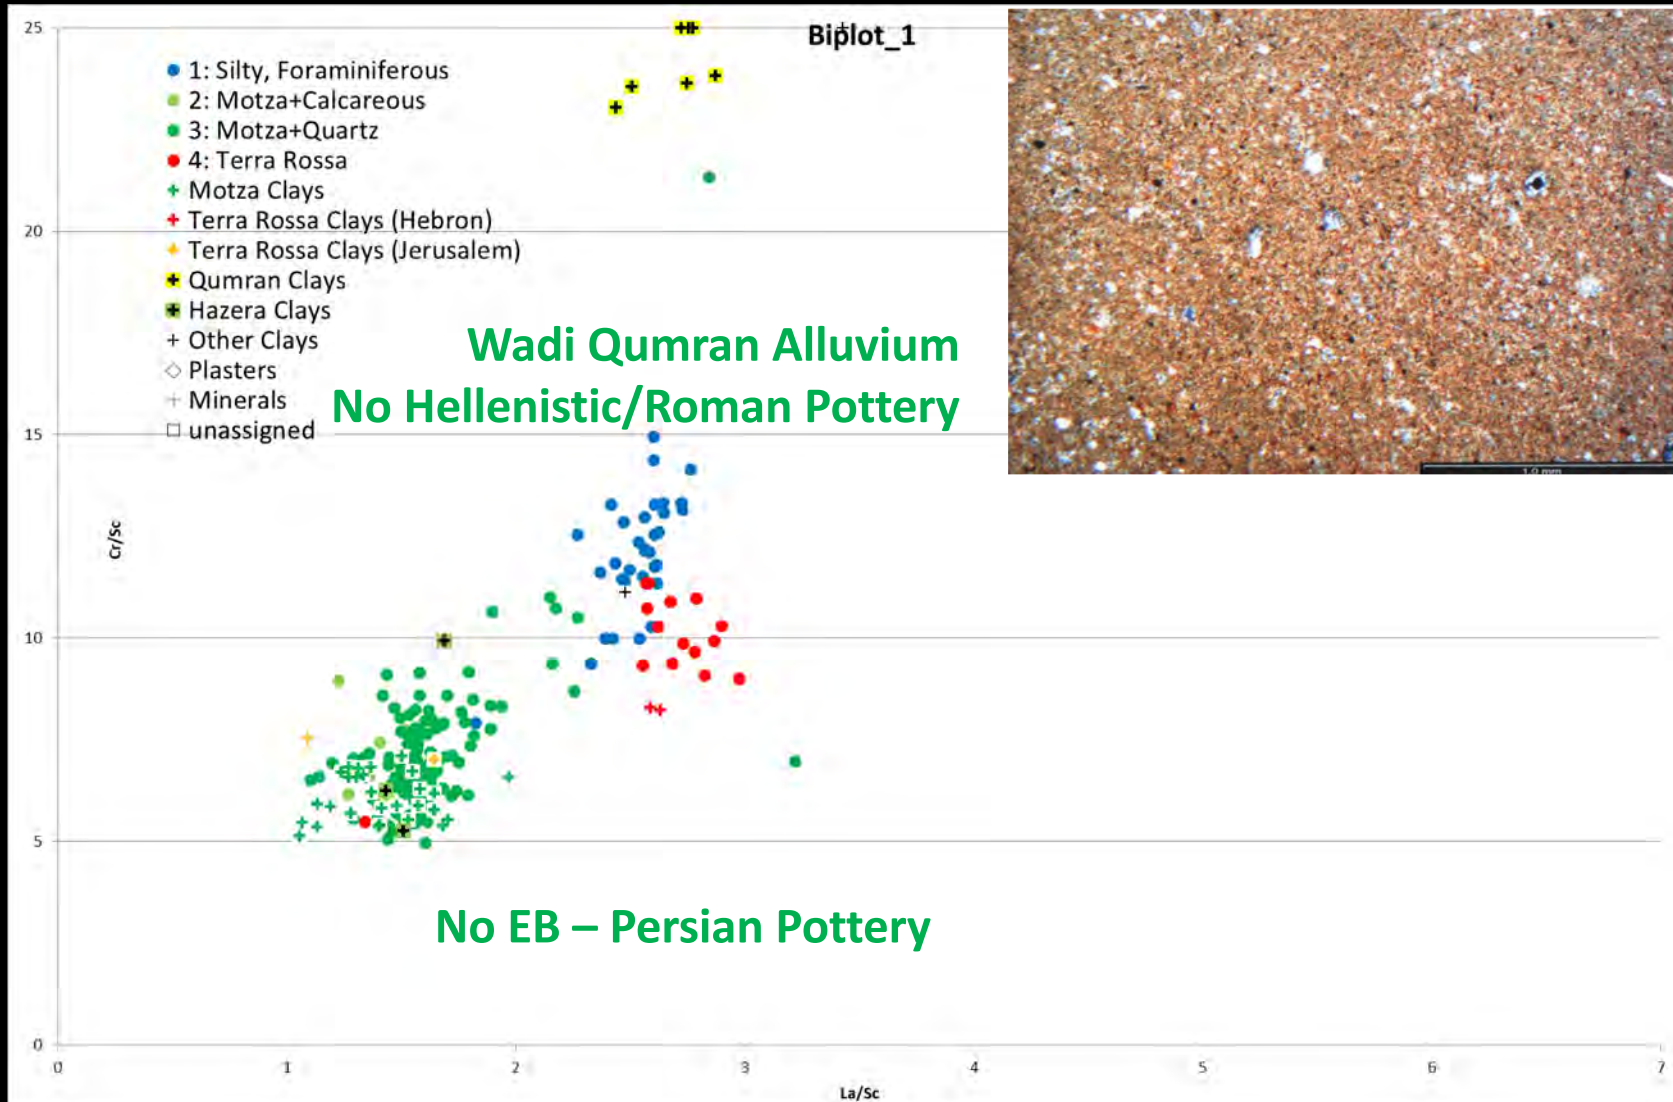 Biplot_1
25
20
15
10
5
0
1: Silty, Foraminiferous
2: Motza+Calcareous
3: Motza+Quartz
4: Terra Rossa
Motza Clays
Terra Rossa Clays (Hebron)
Terra Rossa Clays (Jerusalem)
Qumran Clays
Hazera Clays
Other Clays
Plasters
Minerals
unassigned
1.0 mm
Wadi Qumran Alluvium
No Hellenistic/Roman Pottery
Cr/Sc
No EB – Persian Pottery
0 1 2 3 4 5 6 7
La/Sc